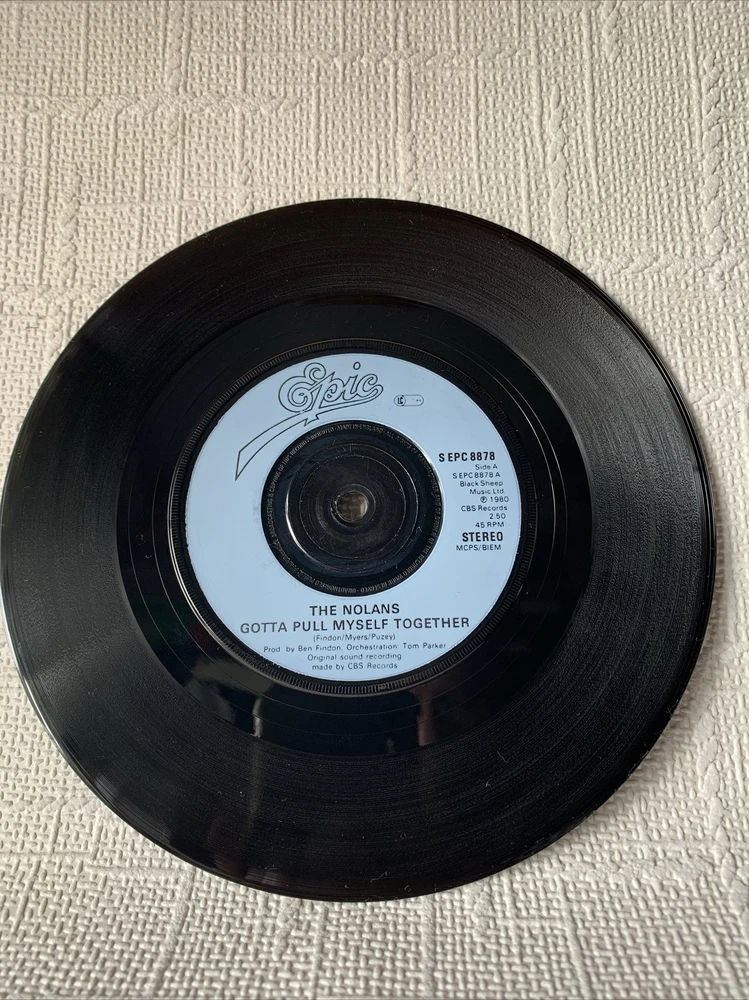 Epic
S EPC 8878
Side A
S EPC 8878 A
Black Sheep
Music Ltd
℗ 1980
CBS Records
2.50
45 RPM
STEREO
MCPS/BIEM
THE NOLANS
GOTTA PULL MYSELF TOGETHER
(Findon/Myers/Puzey)
Prod. by Ben Findon, Orchestration: Tom Parker
Original sound recording
made by CBS Records